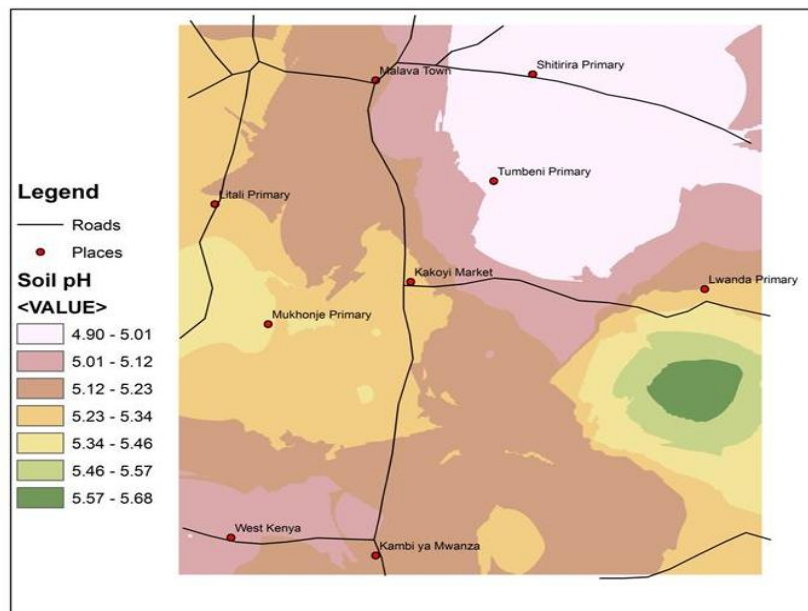 Malava Town
Shitirira Primary
Tumbeni Primary
Litali Primary
Kakoyi Market
Lwanda Primary
Mukhonje Primary
West Kenya
Kambi ya Mwanza
Legend
Roads
Places
Soil pH
<VALUE>
4.90 - 5.01
5.01 - 5.12
5.12 - 5.23
5.23 - 5.34
5.34 - 5.46
5.46 - 5.57
5.57 - 5.68